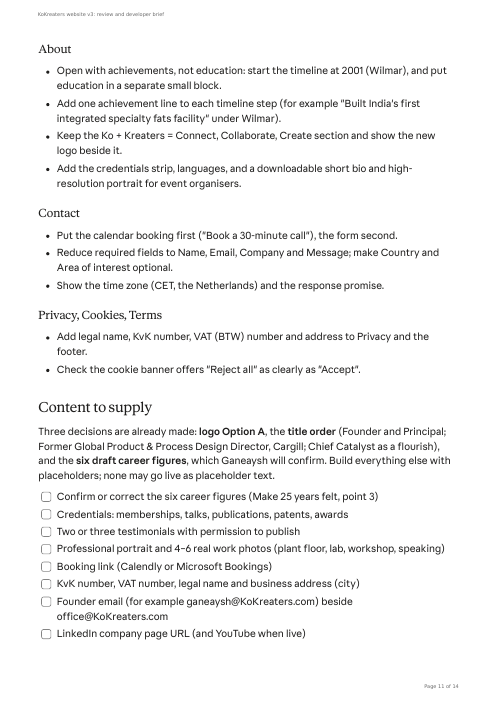 KoKreaters website v3: review and developer brief
About
• Open with achievements, not education: start the timeline at 2001 (Wilmar), and put
education in a separate small block.
• Add one achievement line to each timeline step (for example "Built India's first
integrated specialty fats facility" under Wilmar).
• Keep the Ko + Kreaters = Connect, Collaborate, Create section and show the new
logo beside it.
• Add the credentials strip, languages, and a downloadable short bio and high-
resolution portrait for event organisers.
Contact
• Put the calendar booking first ("Book a 30-minute call"), the form second.
• Reduce required fields to Name, Email, Company and Message; make Country and
Area of interest optional.
• Show the time zone (CET, the Netherlands) and the response promise.
Privacy, Cookies, Terms
• Add legal name, KvK number, VAT (BTW) number and address to Privacy and the
footer.
• Check the cookie banner offers "Reject all" as clearly as "Accept".
Content to supply
Three decisions are already made: logo Option A, the title order (Founder and Principal;
Former Global Product & Process Design Director, Cargill; Chief Catalyst as a flourish),
and the six draft career figures, which Ganeaysh will confirm. Build everything else with
placeholders; none may go live as placeholder text.
Confirm or correct the six career figures (Make 25 years felt, point 3)
Credentials: memberships, talks, publications, patents, awards
Two or three testimonials with permission to publish
Professional portrait and 4–6 real work photos (plant floor, lab, workshop, speaking)
Booking link (Calendly or Microsoft Bookings)
KvK number, VAT number, legal name and business address (city)
Founder email (for example ganeaysh@KoKreaters.com) beside
office@KoKreaters.com
LinkedIn company page URL (and YouTube when live)
Page 11 of 14